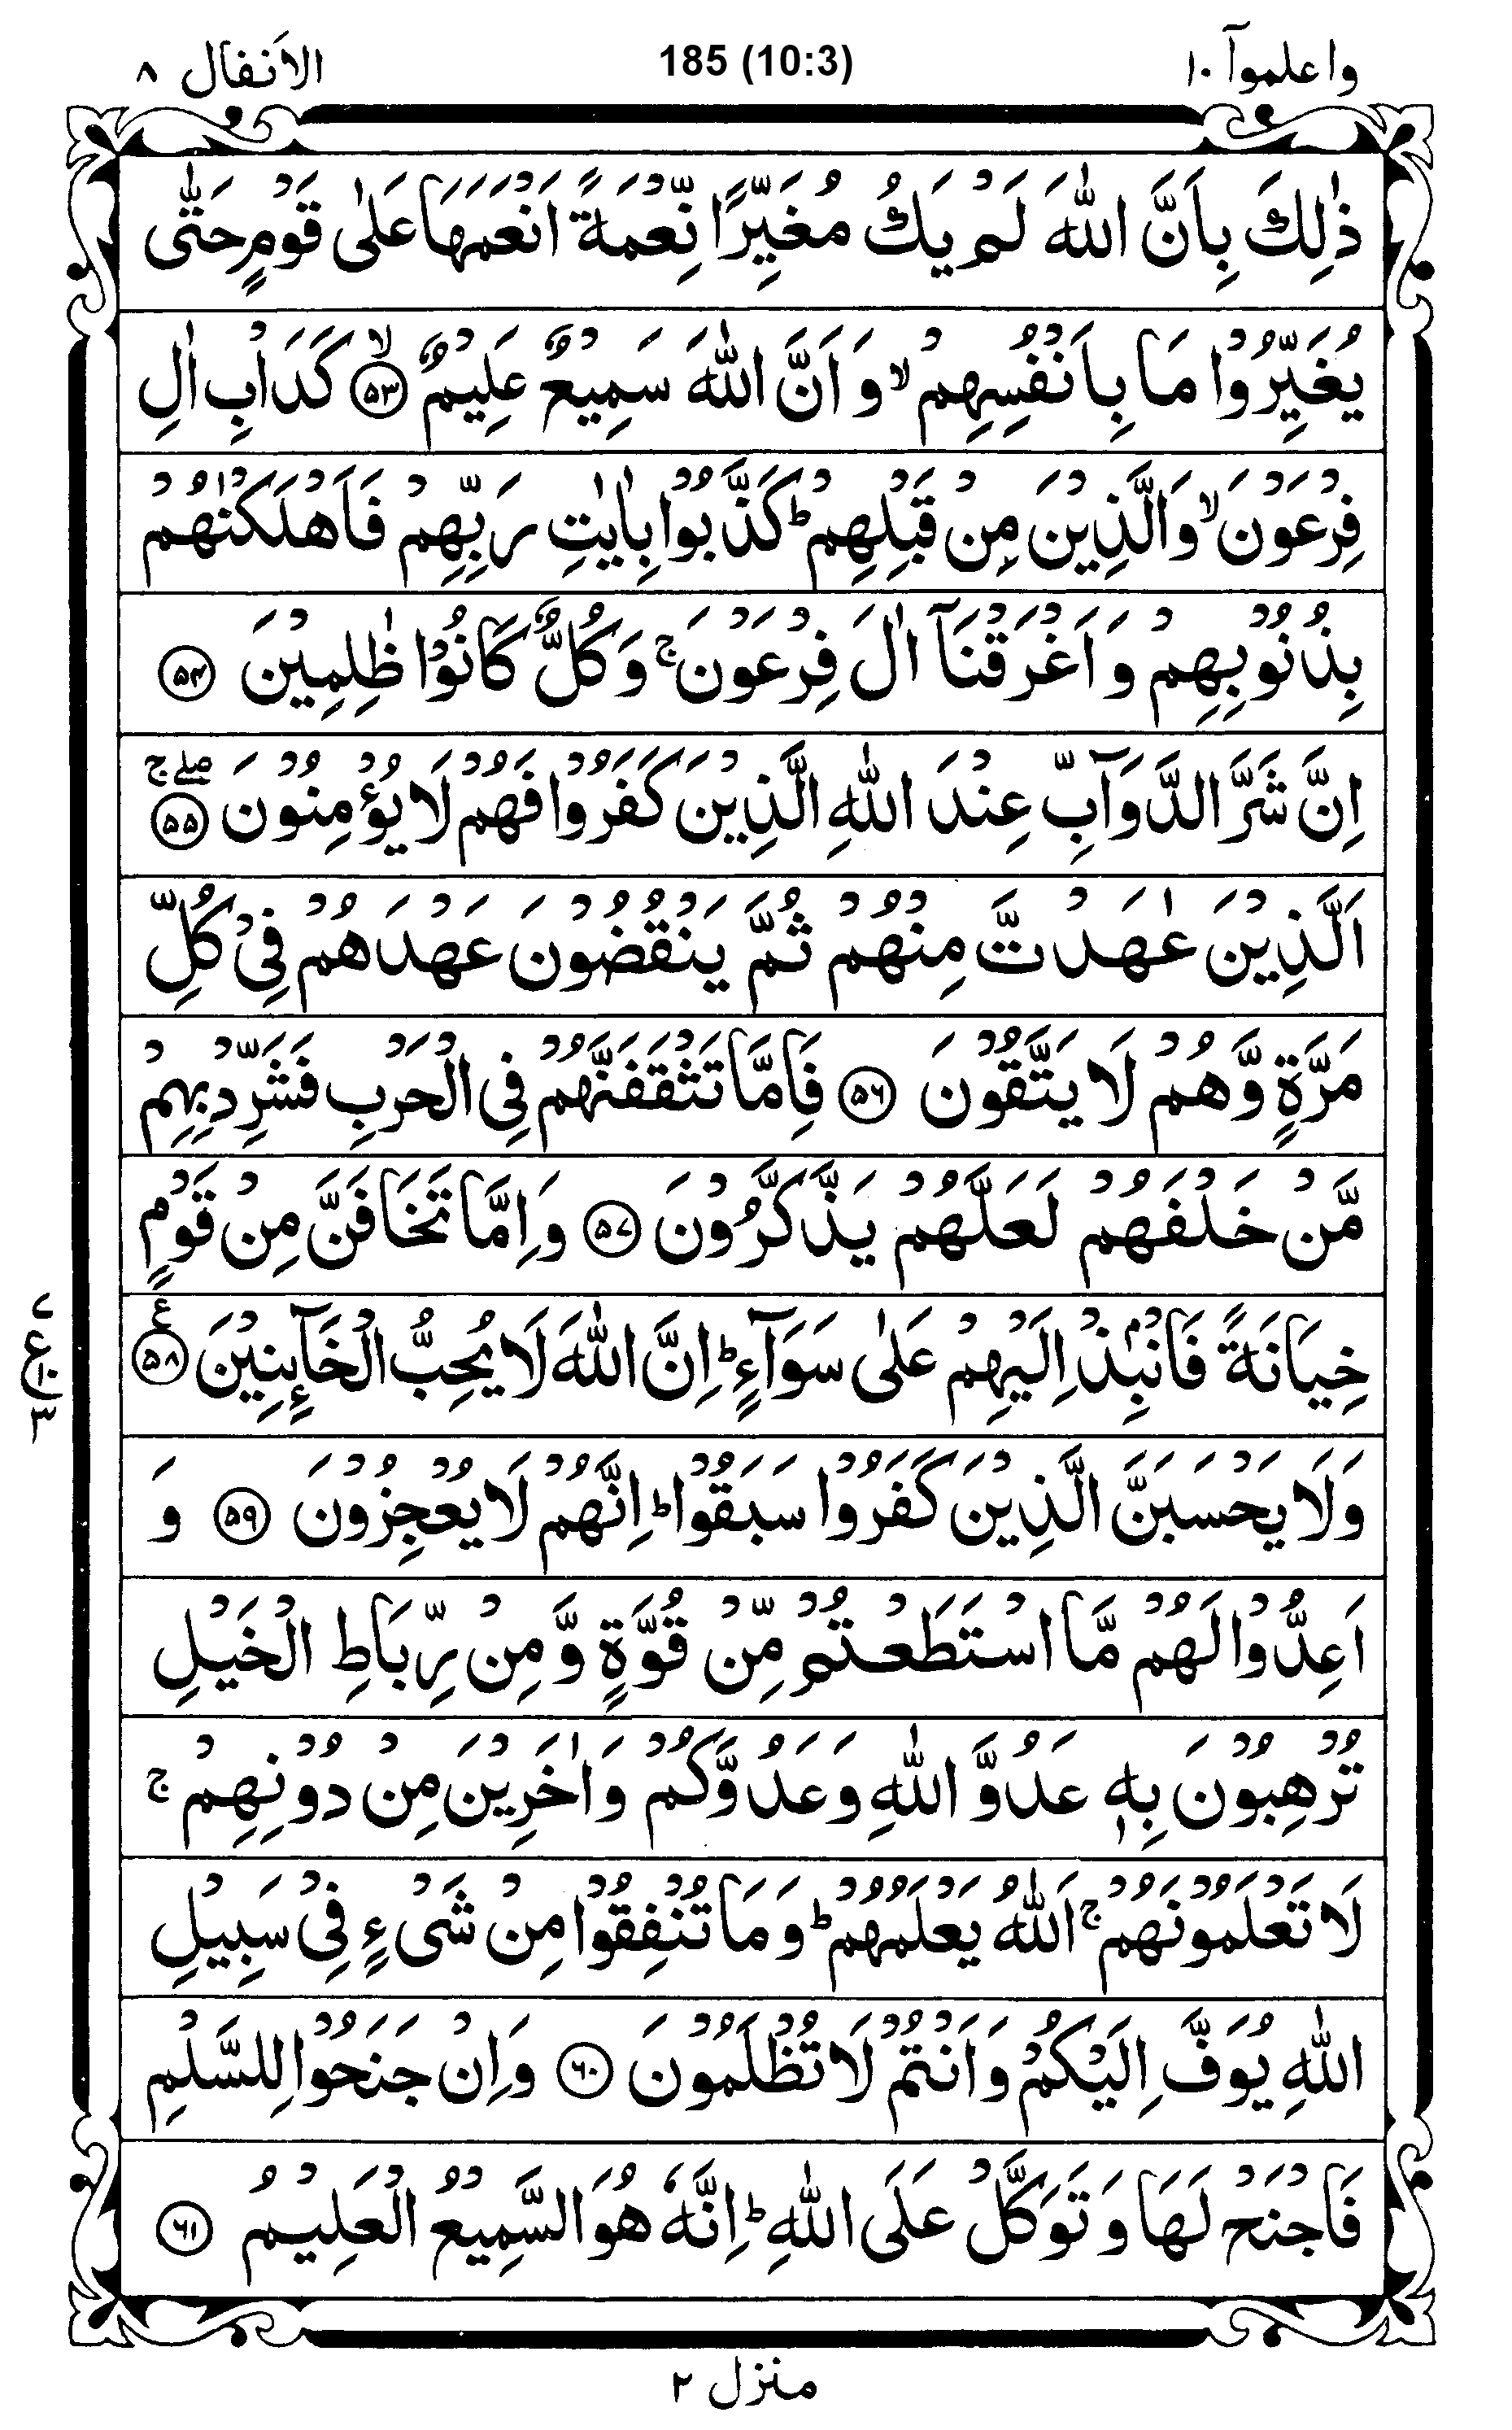 الانفال ٨
185 (10:3)
واعلموآ ١٠
ذٰلِكَ بِاَنَّ اللّٰهَ لَمۡ يَكُ مُغَيِّرًا نِّعۡمَةً اَنۡعَمَهَا عَلٰى قَوۡمٍ حَتّٰى
يُغَيِّرُوۡا مَا بِاَنۡفُسِهِمۡ ۙ وَ اَنَّ اللّٰهَ سَمِيۡعٌ عَلِيۡمٌ ۙ ﴿۵۳﴾ كَدَاۡبِ اٰلِ
فِرۡعَوۡنَ ۙ وَالَّذِيۡنَ مِنۡ قَبۡلِهِمۡ ؕ كَذَّبُوۡا بِاٰيٰتِ رَبِّهِمۡ فَاَهۡلَكۡنٰهُمۡ
بِذُنُوۡبِهِمۡ وَ اَغۡرَقۡنَاۤ اٰلَ فِرۡعَوۡنَ ۚ وَ كُلٌّ كَانُوۡا ظٰلِمِيۡنَ ﴿۵۴﴾
اِنَّ شَرَّ الدَّوَآبِّ عِنۡدَ اللّٰهِ الَّذِيۡنَ كَفَرُوۡا فَهُمۡ لَا يُؤۡمِنُوۡنَ ۖۚ ﴿۵۵﴾
اَلَّذِيۡنَ عٰهَدْتَّ مِنۡهُمۡ ثُمَّ يَنۡقُضُوۡنَ عَهۡدَهُمۡ فِىۡ كُلِّ
مَرَّةٍ وَّهُمۡ لَا يَتَّقُوۡنَ ﴿۵۶﴾ فَاِمَّا تَثۡقَفَنَّهُمۡ فِى الۡحَرۡبِ فَشَرِّدۡ بِهِمۡ
مَّنۡ خَلۡفَهُمۡ لَعَلَّهُمۡ يَذَّكَّرُوۡنَ ﴿۵۷﴾ وَ اِمَّا تَخَافَنَّ مِنۡ قَوۡمٍ
خِيَانَةً فَانۡۢبِذۡ اِلَيۡهِمۡ عَلٰى سَوَآءٍ ؕ اِنَّ اللّٰهَ لَا يُحِبُّ الۡخَآئِنِيۡنَ ﴿۵۸﴾ ع
٧
ع
١٠
٣
وَلَا يَحۡسَبَنَّ الَّذِيۡنَ كَفَرُوۡا سَبَقُوۡا ؕ اِنَّهُمۡ لَا يُعۡجِزُوۡنَ ﴿۵۹﴾ وَ
اَعِدُّوۡا لَهُمۡ مَّا اسۡتَطَعۡتُمۡ مِّنۡ قُوَّةٍ وَّ مِنۡ رِّبَاطِ الۡخَيۡلِ
تُرۡهِبُوۡنَ بِهٖ عَدُوَّ اللّٰهِ وَ عَدُوَّكُمۡ وَ اٰخَرِيۡنَ مِنۡ دُوۡنِهِمۡ ۚ
لَا تَعۡلَمُوۡنَهُمۡ ۚ اَللّٰهُ يَعۡلَمُهُمۡ ؕ وَ مَا تُنۡفِقُوۡا مِنۡ شَىۡءٍ فِىۡ سَبِيۡلِ
اللّٰهِ يُوَفَّ اِلَيۡكُمۡ وَ اَنۡـتُمۡ لَا تُظۡلَمُوۡنَ ﴿۶۰﴾ وَ اِنۡ جَنَحُوۡا لِلسَّلۡمِ
فَاجۡنَحۡ لَهَا وَ تَوَكَّلۡ عَلَى اللّٰهِ ؕ اِنَّهٗ هُوَ السَّمِيۡعُ الۡعَلِيۡمُ ﴿۶۱﴾
منزل ٢